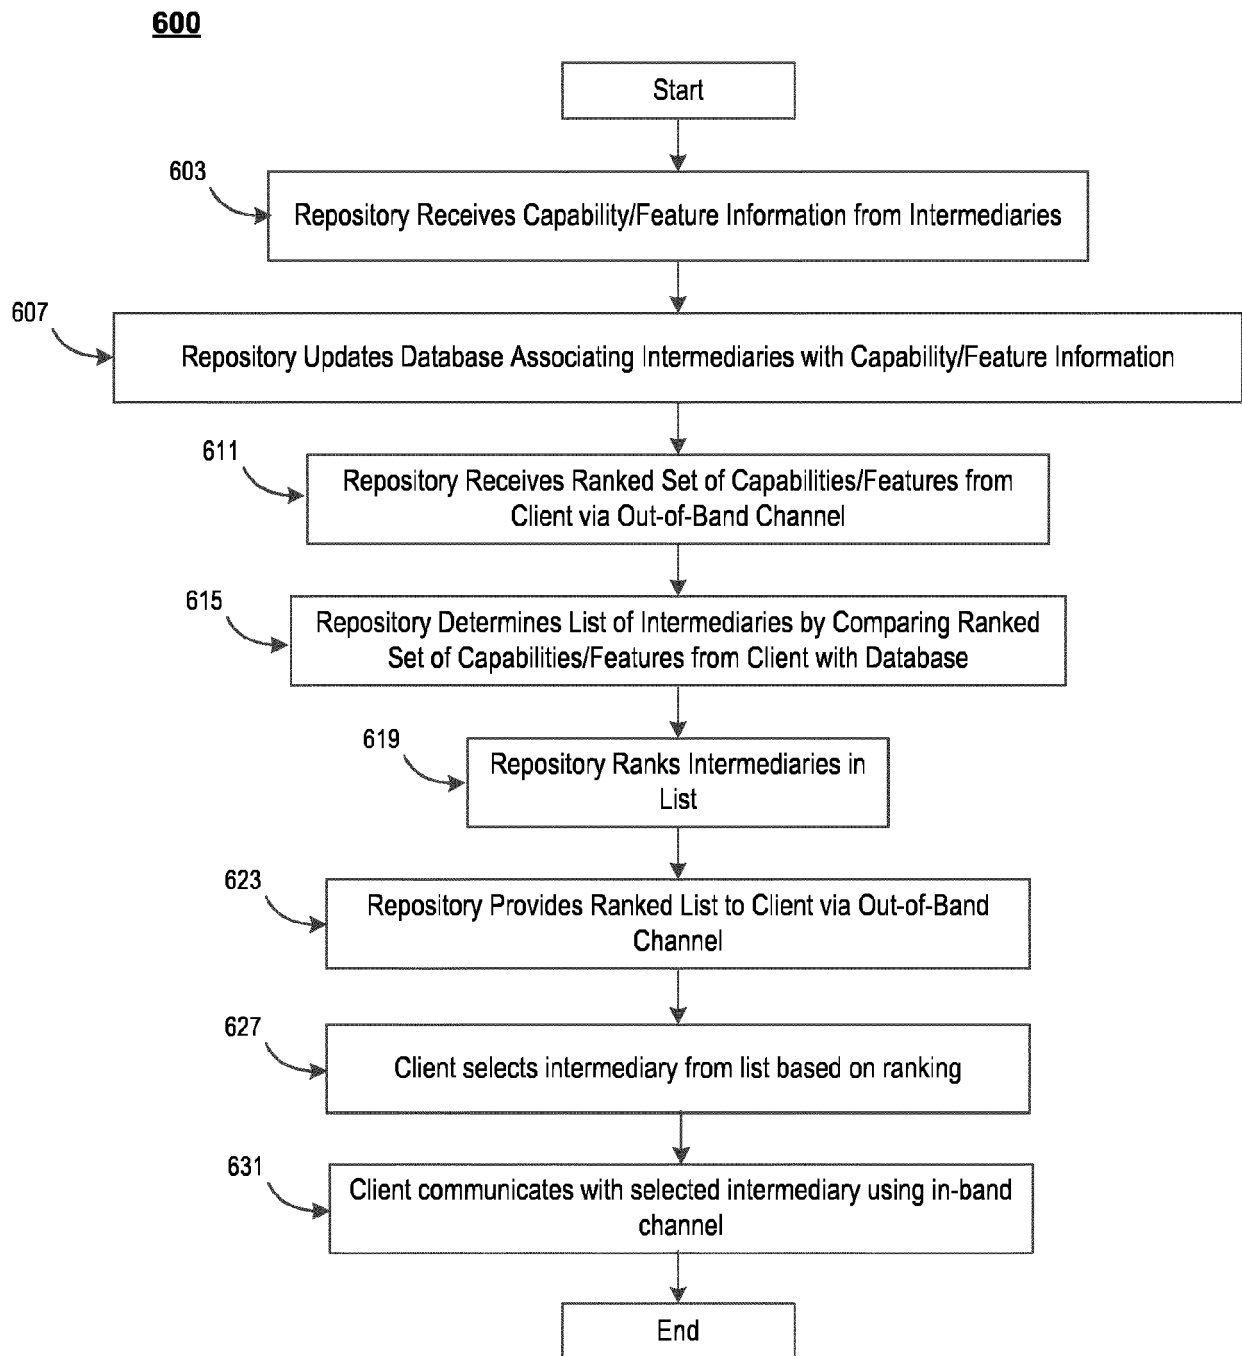 600
Start
603
Repository Receives Capability/Feature Information from Intermediaries
607
Repository Updates Database Associating Intermediaries with Capability/Feature Information
611
Repository Receives Ranked Set of Capabilities/Features from
Client via Out-of-Band Channel
615
Repository Determines List of Intermediaries by Comparing Ranked
Set of Capabilities/Features from Client with Database
619
Repository Ranks Intermediaries in
List
623
Repository Provides Ranked List to Client via Out-of-Band
Channel
627
Client selects intermediary from list based on ranking
631
Client communicates with selected intermediary using in-band
channel
End